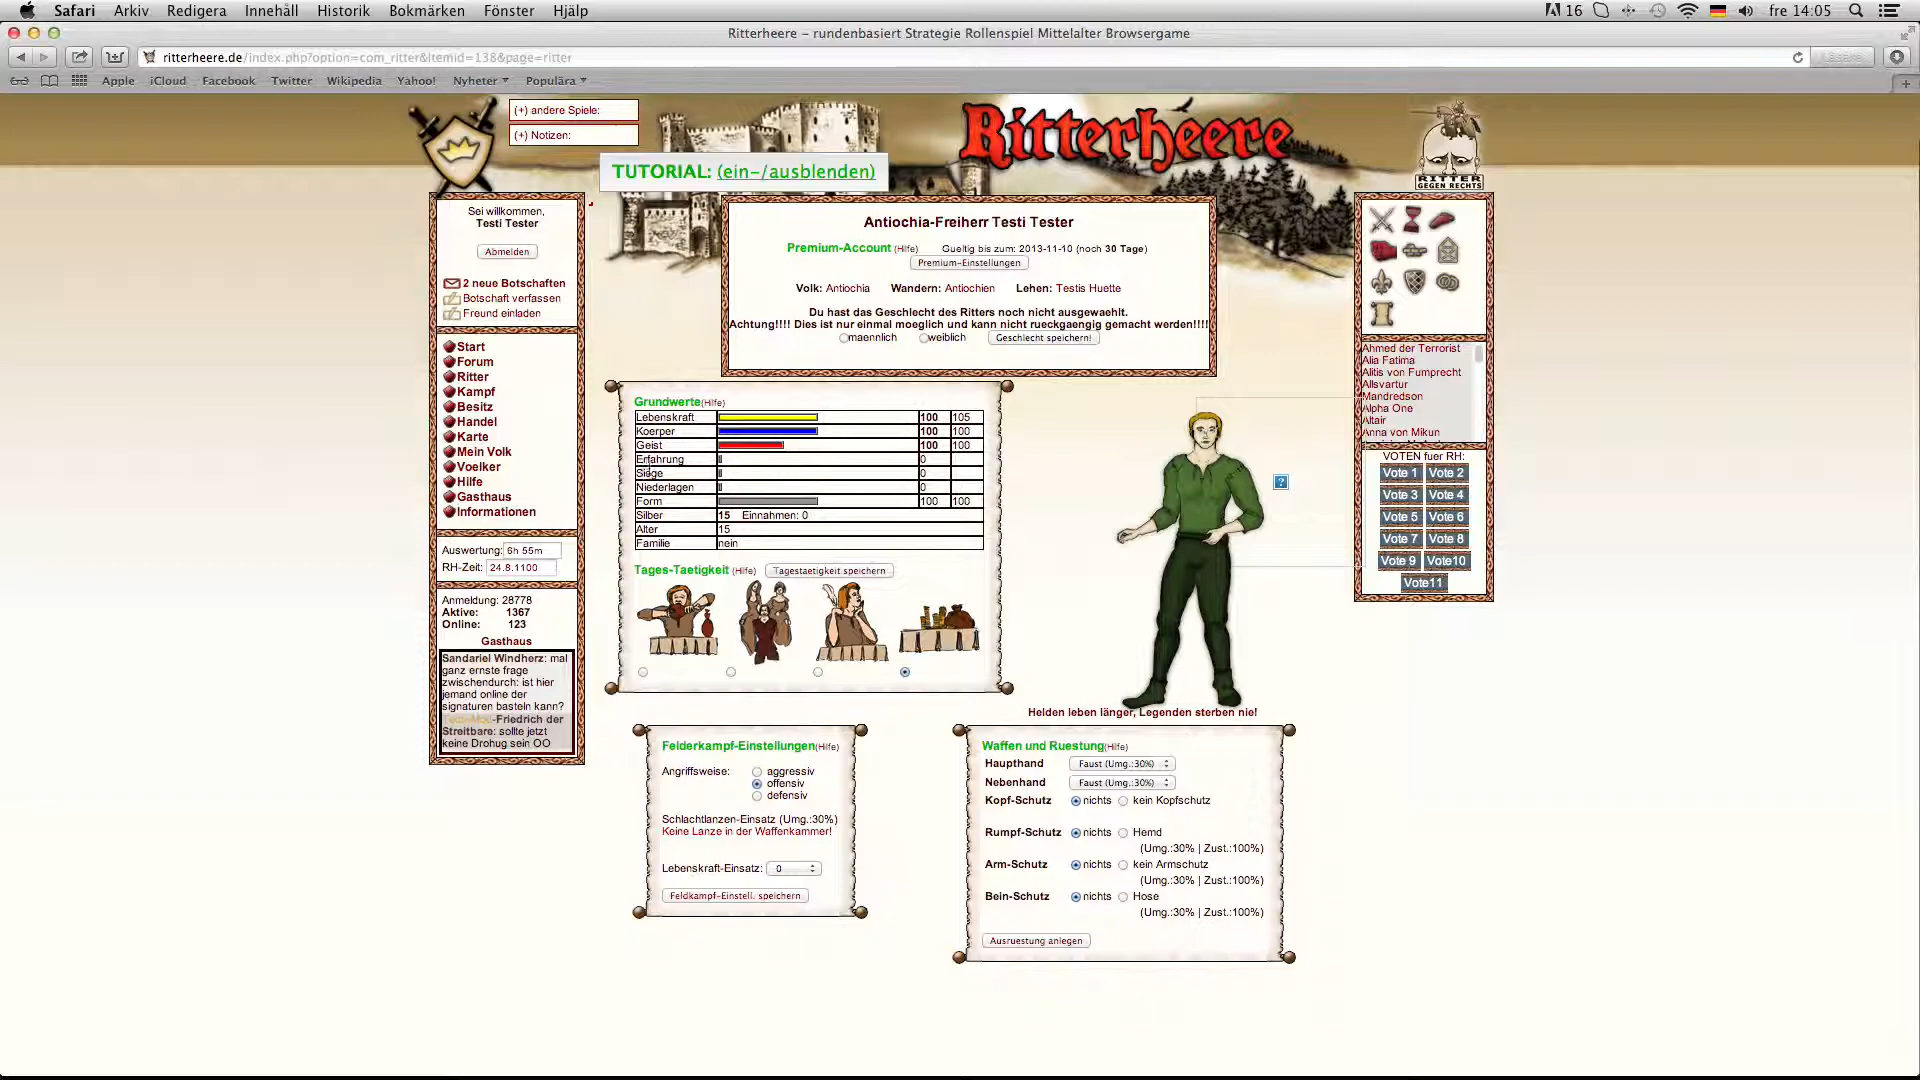 Safari Arkiv Redigera Innehåll Historik Bokmärken Fönster Hjälp
16 fre 14:05
Ritterheere – rundenbasiert Strategie Rollenspiel Mittelalter Browsergame
ritterheere.de/index.php?option=com_ritter&Itemid=138&page=ritter
Läsare
Apple iCloud Facebook Twitter Wikipedia Yahoo! Nyheter Populära
(+) andere Spiele:
(+) Notizen:
Ritterheere
RITTER
GEGEN RECHTS
TUTORIAL: (ein-/ausblenden)
Sei willkommen,
Testi Tester
Abmelden
2 neue Botschaften
Botschaft verfassen
Freund einladen
Start
Forum
Ritter
Kampf
Besitz
Handel
Karte
Mein Volk
Voelker
Hilfe
Gasthaus
Informationen
Auswertung: 6h 55m
RH-Zeit: 24.8.1100
Anmeldung: 28778
Aktive: 1367
Online: 123
Gasthaus
Sandariel Windherz: mal
ganz ernste frage
zwischendurch: ist hier
jemand online der
signaturen basteln kann?
-Friedrich der
Streitbare: sollte jetzt
keine Drohug sein OO
Antiochia-Freiherr Testi Tester
Premium-Account (Hilfe) Gueltig bis zum: 2013-11-10 (noch 30 Tage)
Premium-Einstellungen
Volk: Antiochia Wandern: Antiochien Lehen: Testis Huette
Du hast das Geschlecht des Ritters noch nicht ausgewaehlt.
Achtung!!!! Dies ist nur einmal moeglich und kann nicht rueckgaengig gemacht werden!!!!
maennlich weiblich Geschlecht speichern!
Grundwerte(Hilfe)
Lebenskraft 100 105
Koerper 100 100
Geist 100 100
Erfahrung 0
Siege 0
Niederlagen 0
Form 100 100
Silber 15 Einnahmen: 0
Alter 15
Familie nein
Tages-Taetigkeit (Hilfe) Tagestaetigkeit speichern
Helden leben länger, Legenden sterben nie!
Felderkampf-Einstellungen(Hilfe)
Angriffsweise: aggressiv
offensiv
defensiv
Schlachtlanzen-Einsatz (Umg.:30%)
Keine Lanze in der Waffenkammer!
Lebenskraft-Einsatz: 0
Feldkampf-Einstell. speichern
Waffen und Ruestung(Hilfe)
Haupthand Faust (Umg.:30%)
Nebenhand Faust (Umg.:30%)
Kopf-Schutz nichts kein Kopfschutz
Rumpf-Schutz nichts Hemd
(Umg.:30% | Zust.:100%)
Arm-Schutz nichts kein Armschutz
(Umg.:30% | Zust.:100%)
Bein-Schutz nichts Hose
(Umg.:30% | Zust.:100%)
Ausruestung anlegen
Ahmed der Terrorist
Alia Fatima
Alitis von Fumprecht
Allsvartur
Mandredson
Alpha One
Altair
Anna von Mikun
VOTEN fuer RH:
Vote 1 Vote 2
Vote 3 Vote 4
Vote 5 Vote 6
Vote 7 Vote 8
Vote 9 Vote10
Vote11